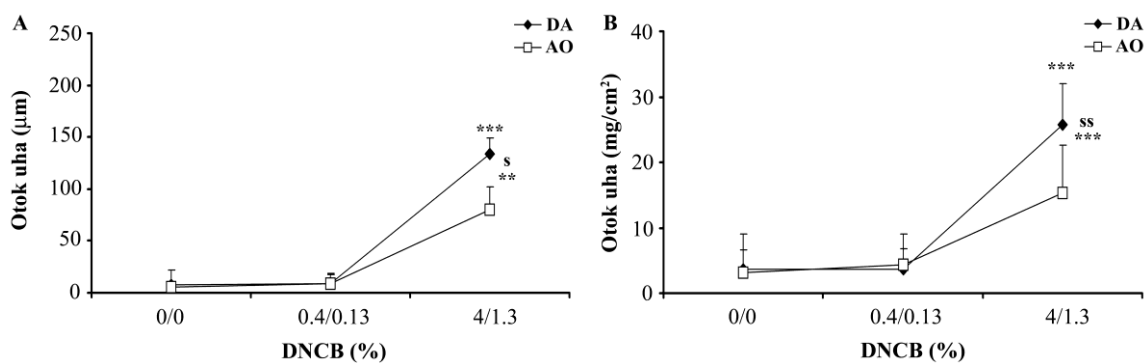 A
DA
AO
Otok uha (μm)
250
200
150
100
50
0
***
s
**
0/0
0.4/0.13
4/1.3
DNCB (%)
B
DA
AO
Otok uha (mg/cm²)
40
30
20
10
0
***
ss
***
0/0
0.4/0.13
4/1.3
DNCB (%)